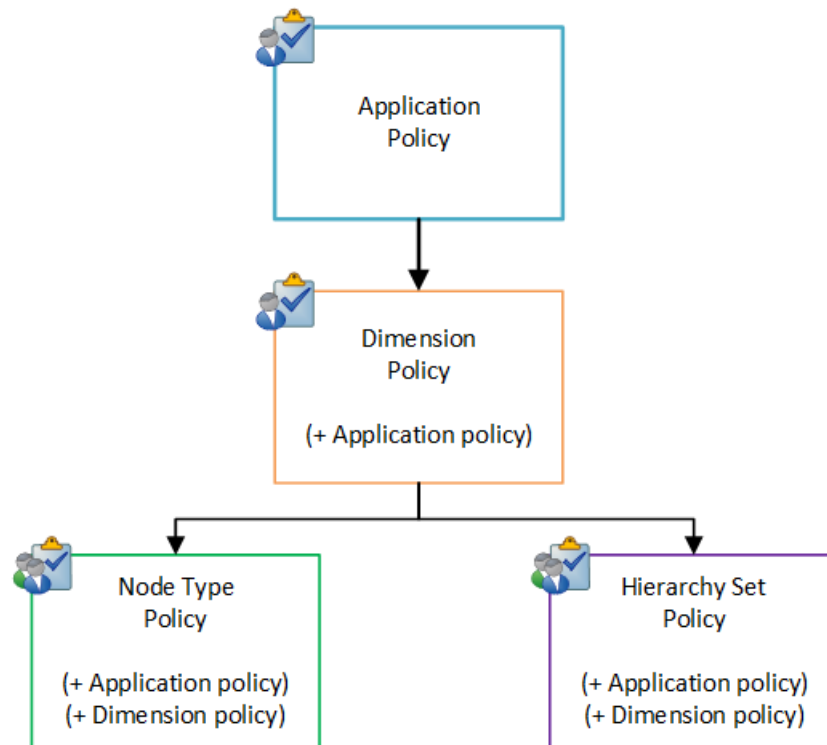 Application
Policy
Dimension
Policy
(+ Application policy)
Node Type
Policy
(+ Application policy)
(+ Dimension policy)
Hierarchy Set
Policy
(+ Application policy)
(+ Dimension policy)